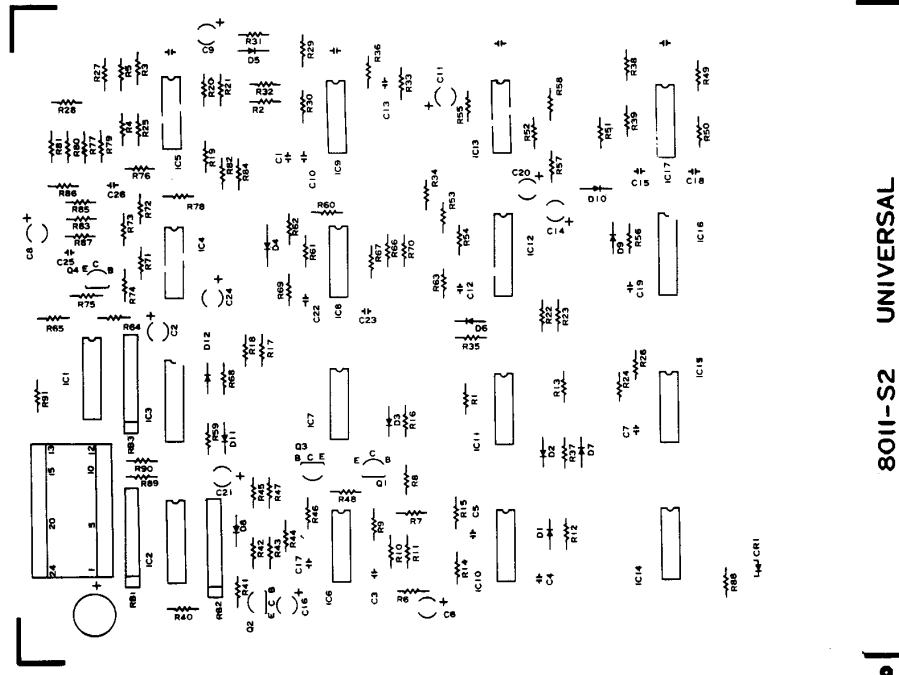 C9
R31
D5
R29
R36
R27
R5
R3
R20
R21
R32
R2
R30
C13
R33
C11
R55
R58
R38
R49
R28
R4
R25
IC5
R52
R51
R39
R50
R81
R80
R77
R79
R19
R82
R84
C1
C10
IC9
IC13
R57
C15
IC17
C18
R76
R86
C26
R78
R34
C20
D10
R85
R83
R87
R73
R72
R60
R53
C14
C8
C25
IC4
D4
R62
R61
R67
R66
R70
R54
IC12
D9
R56
IC16
Q4
E
C
B
R71
R74
R75
C24
R69
C22
IC8
C23
R63
C12
C19
R65
R64
C2
D12
R18
R17
D6
R35
R22
R23
IC1
R91
RB3
IC3
R68
IC7
D3
R16
R1
IC11
R13
R24
R26
IC15
R59
D11
C7
13
12
15
10
20
5
24
1
R90
R89
C21
Q3
B
C
E
E
C
B
Q1
R8
D2
R37
D7
R45
R47
R48
R46
R7
R15
C5
RB1
IC2
RB2
D8
R42
R43
R44
C17
IC6
R9
R10
R11
C3
R14
IC10
D1
R12
C4
IC14
R88
CR1
R40
R41
Q2
E
C
B
C16
R6
C6
8011-S2 UNIVERSAL